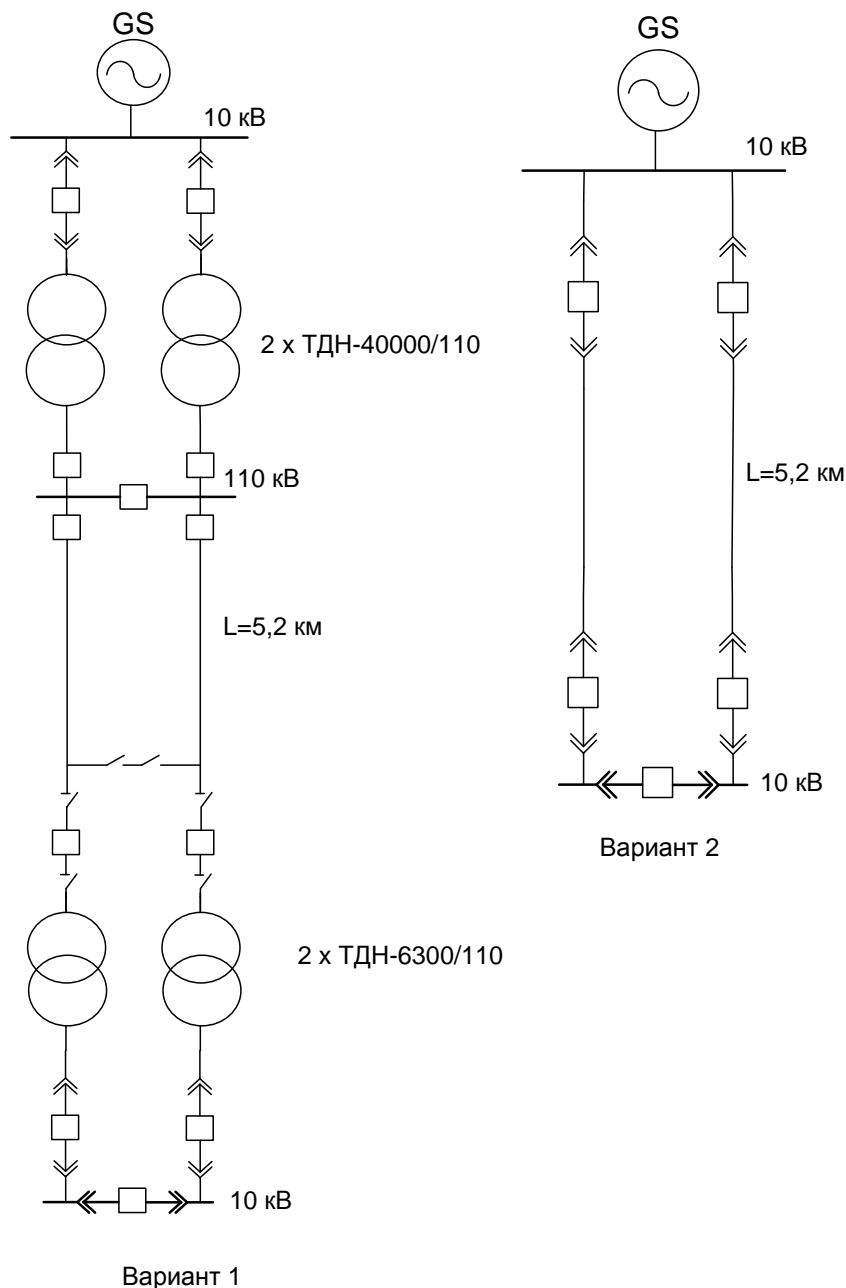 GS
10 кВ
2 x ТДН-40000/110
110 кВ
L=5,2 км
2 x ТДН-6300/110
10 кВ
Вариант 1
GS
10 кВ
L=5,2 км
10 кВ
Вариант 2